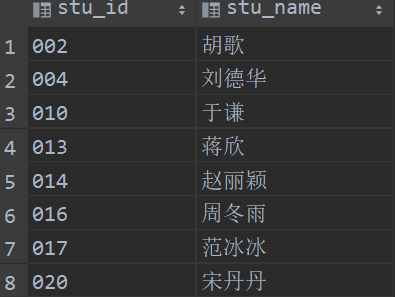 stu_id stu_name
1 002 胡歌
2 004 刘德华
3 010 于谦
4 013 蒋欣
5 014 赵丽颖
6 016 周冬雨
7 017 范冰冰
8 020 宋丹丹